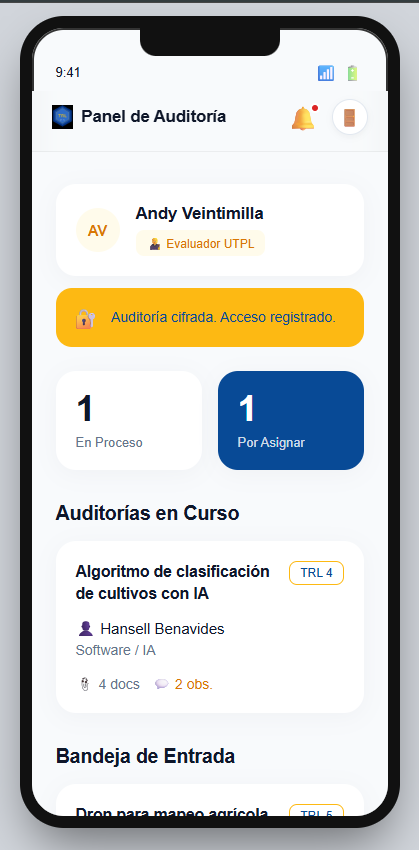 9:41
TRL
Panel de Auditoría
AV
Andy Veintimilla
Evaluador UTPL
Auditoría cifrada. Acceso registrado.
1
En Proceso
1
Por Asignar
Auditorías en Curso
Algoritmo de clasificación
de cultivos con IA
TRL 4
Hansell Benavides
Software / IA
4 docs
2 obs.
Bandeja de Entrada
Dron para mapeo agrícola
TRL 5